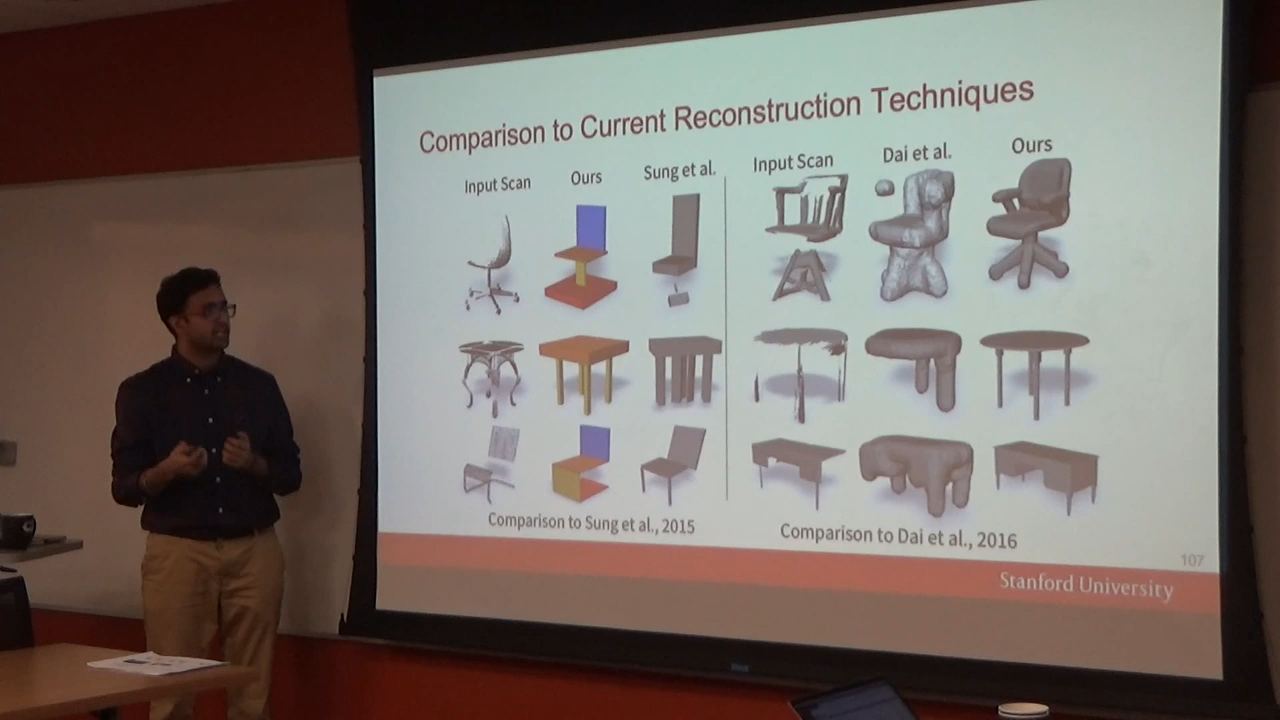 Comparison to Current Reconstruction Techniques
Input Scan
Ours
Sung et al.
Input Scan
Dai et al.
Ours
Comparison to Sung et al., 2015
Comparison to Dai et al., 2016
107
Stanford University